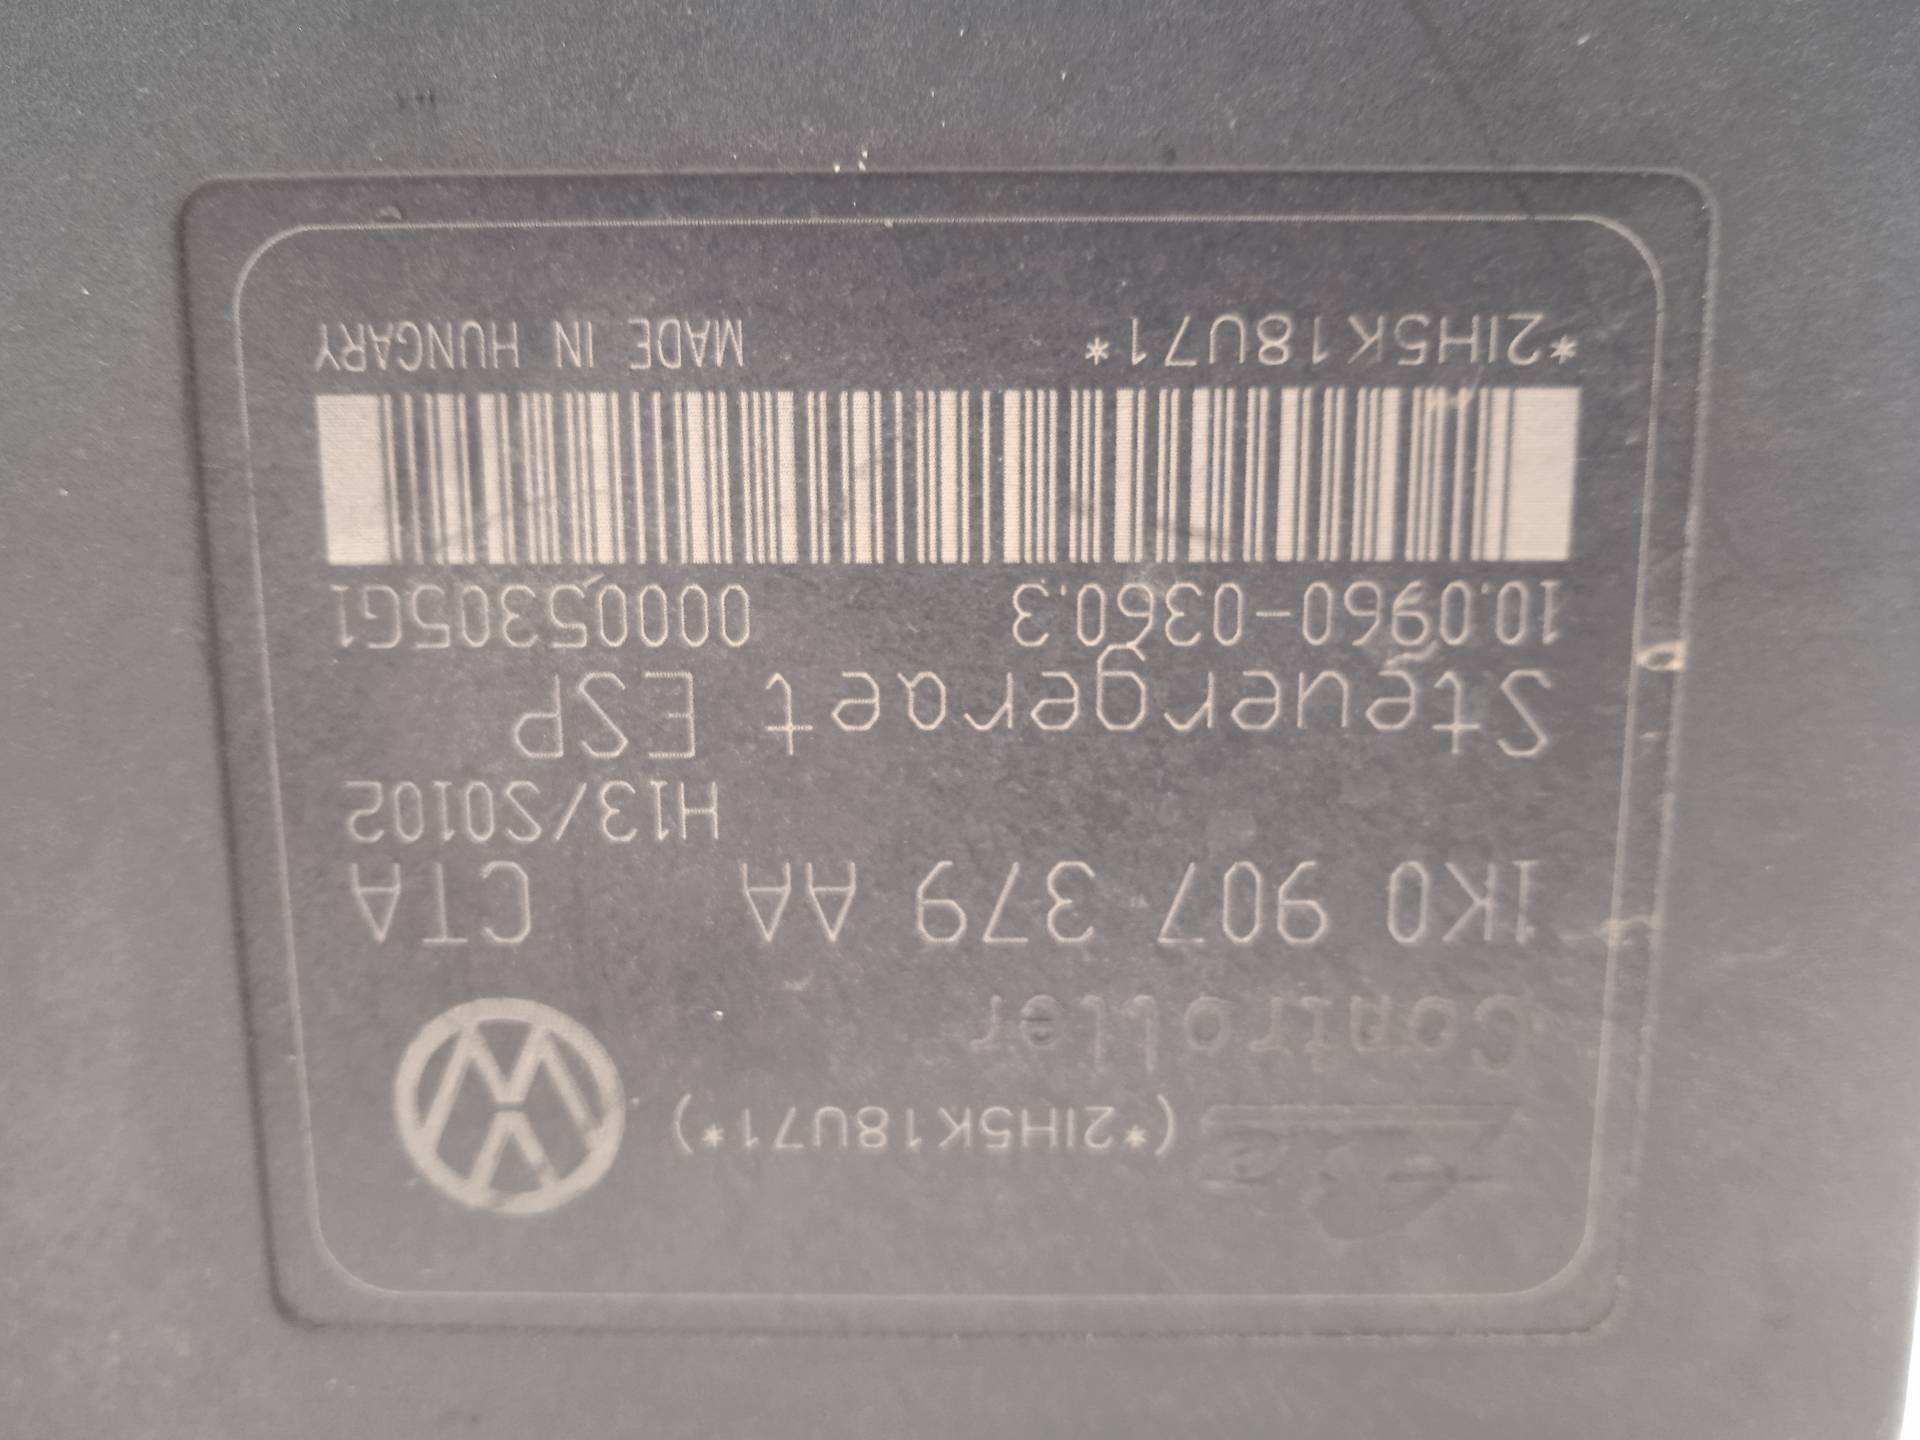 (*2IH5K18U71*)
Controller
1K0 907 379 AA CTA
H13/S0102
Steuergeraet ESP
10.0960-0360.3 00005305G1
*2IH5K18U71* MADE IN HUNGARY